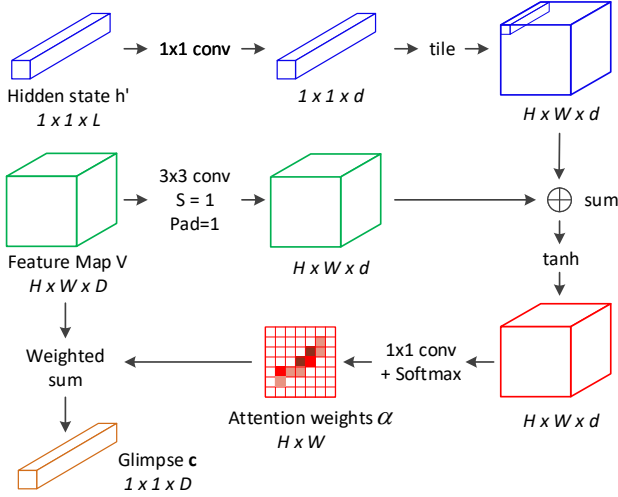 1x1 conv
tile
Hidden state h'
1 x 1 x L
1 x 1 x d
H x W x d
3x3 conv
S = 1
Pad=1
sum
Feature Map V
H x W x D
H x W x d
tanh
Weighted
sum
1x1 conv
+ Softmax
Attention weights α
H x W
H x W x d
Glimpse c
1 x 1 x D